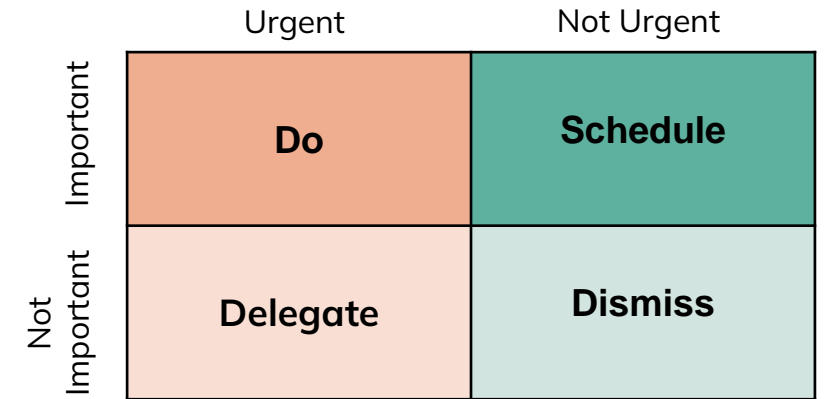 Urgent
Not Urgent
Important
Do
Schedule
Not
Important
Delegate
Dismiss